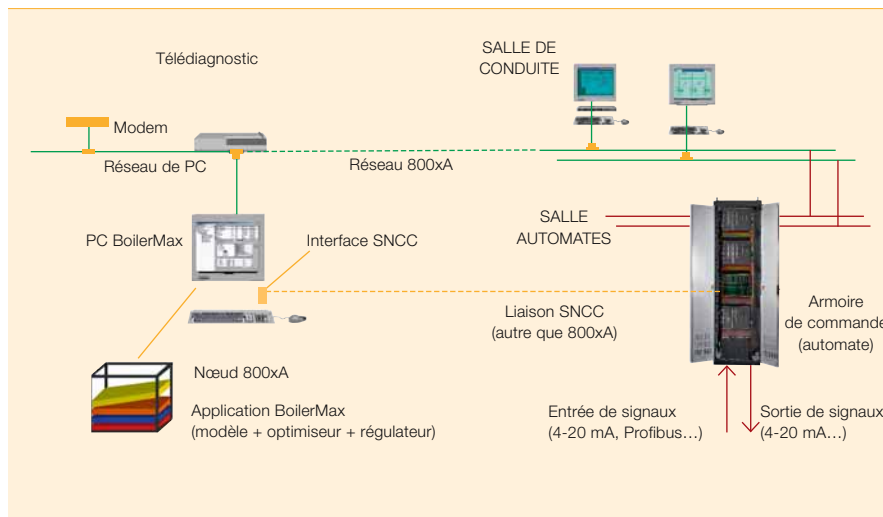 Télédiagnostic
SALLE DE
CONDUITE
Modem
Réseau de PC
Réseau 800xA
PC BoilerMax
Interface SNCC
SALLE
AUTOMATES
Liaison SNCC
(autre que 800xA)
Armoire
de commande
(automate)
Nœud 800xA
Application BoilerMax
(modèle + optimiseur + régulateur)
Entrée de signaux
(4-20 mA, Profibus…)
Sortie de signaux
(4-20 mA…)